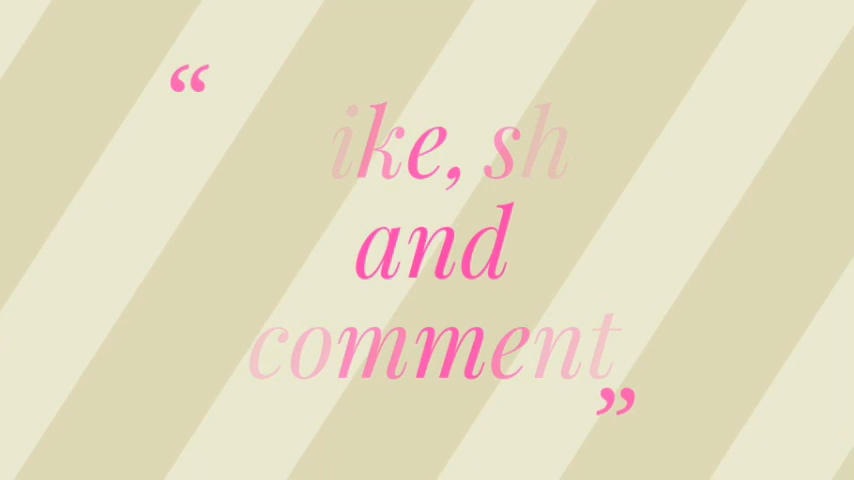 “
ike, sh
and
comment
”